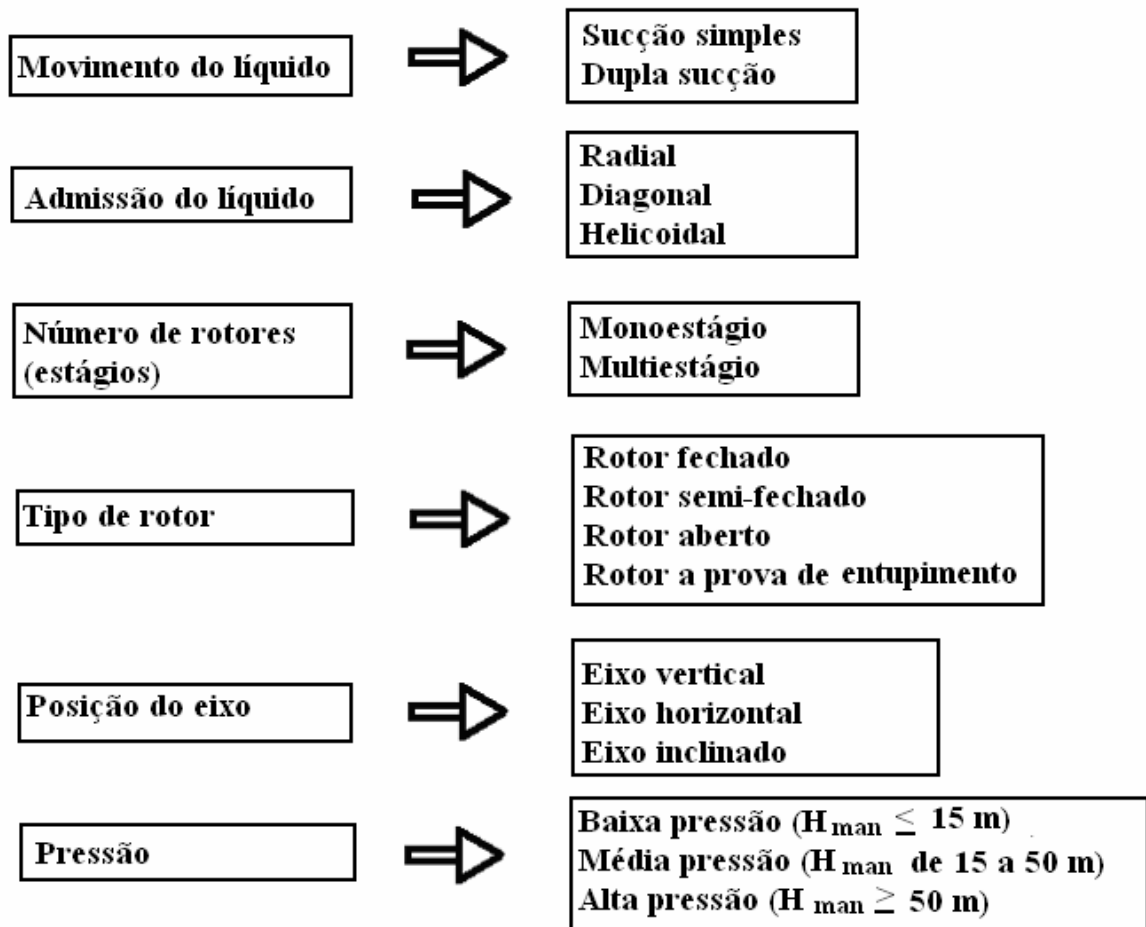 Movimento do líquido
Sucção simples
Dupla sucção
Admissão do líquido
Radial
Diagonal
Helicoidal
Número de rotores
(estágios)
Monoestágio
Multiestágio
Tipo de rotor
Rotor fechado
Rotor semi-fechado
Rotor aberto
Rotor a prova de entupimento
Posição do eixo
Eixo vertical
Eixo horizontal
Eixo inclinado
Pressão
Baixa pressão (H man ≤ 15 m)
Média pressão (H man de 15 a 50 m)
Alta pressão (H man ≥ 50 m)